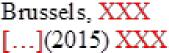 Brussels, XXX
[…](2015) XXX